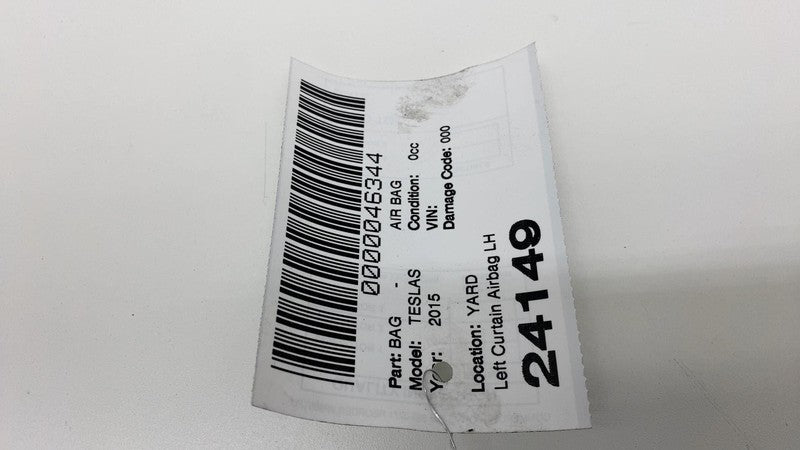 0000046344
Part: BAG - AIR BAG
Model: TESLAS Condition: 0cc
Year: 2015 VIN:
Damage Code: 000
Location: YARD
Left Curtain Airbag LH
24149